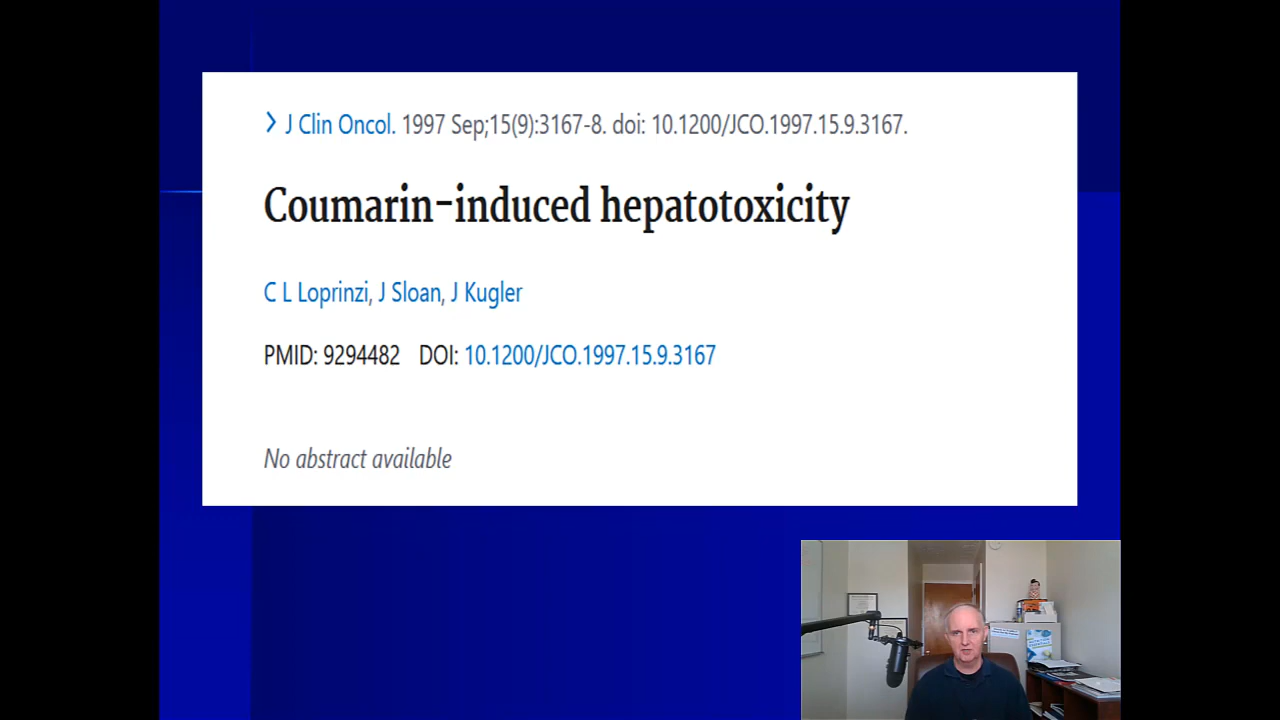 J Clin Oncol. 1997 Sep;15(9):3167-8. doi: 10.1200/JCO.1997.15.9.3167.
Coumarin-induced hepatotoxicity
C L Loprinzi, J Sloan, J Kugler
PMID: 9294482 DOI: 10.1200/JCO.1997.15.9.3167
No abstract available